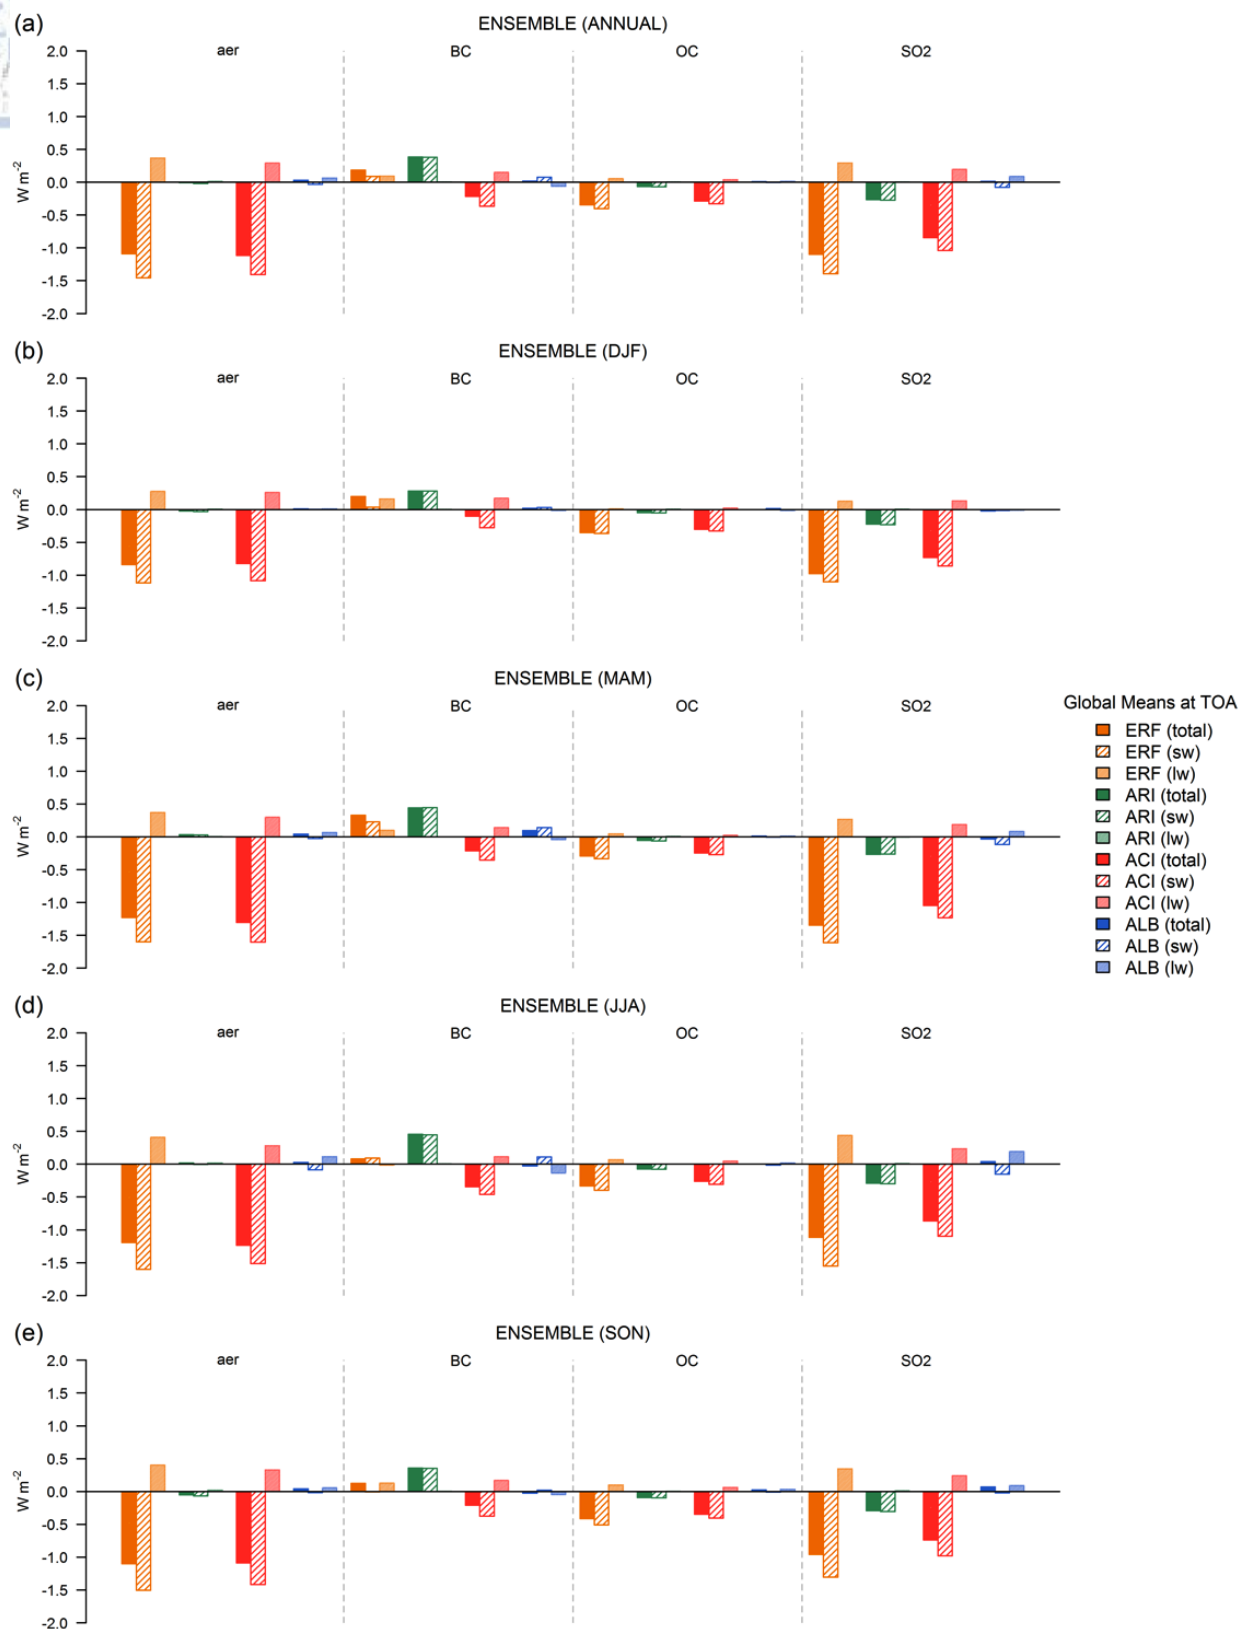 (a)
ENSEMBLE (ANNUAL)
aer BC OC SO2
2.0
1.5
1.0
0.5
0.0
-0.5
-1.0
-1.5
-2.0
W m-2
(b)
ENSEMBLE (DJF)
aer BC OC SO2
2.0
1.5
1.0
0.5
0.0
-0.5
-1.0
-1.5
-2.0
W m-2
(c)
ENSEMBLE (MAM)
aer BC OC SO2
2.0
1.5
1.0
0.5
0.0
-0.5
-1.0
-1.5
-2.0
W m-2
Global Means at TOA
ERF (total)
ERF (sw)
ERF (lw)
ARI (total)
ARI (sw)
ARI (lw)
ACI (total)
ACI (sw)
ACI (lw)
ALB (total)
ALB (sw)
ALB (lw)
(d)
ENSEMBLE (JJA)
aer BC OC SO2
2.0
1.5
1.0
0.5
0.0
-0.5
-1.0
-1.5
-2.0
W m-2
(e)
ENSEMBLE (SON)
aer BC OC SO2
2.0
1.5
1.0
0.5
0.0
-0.5
-1.0
-1.5
-2.0
W m-2